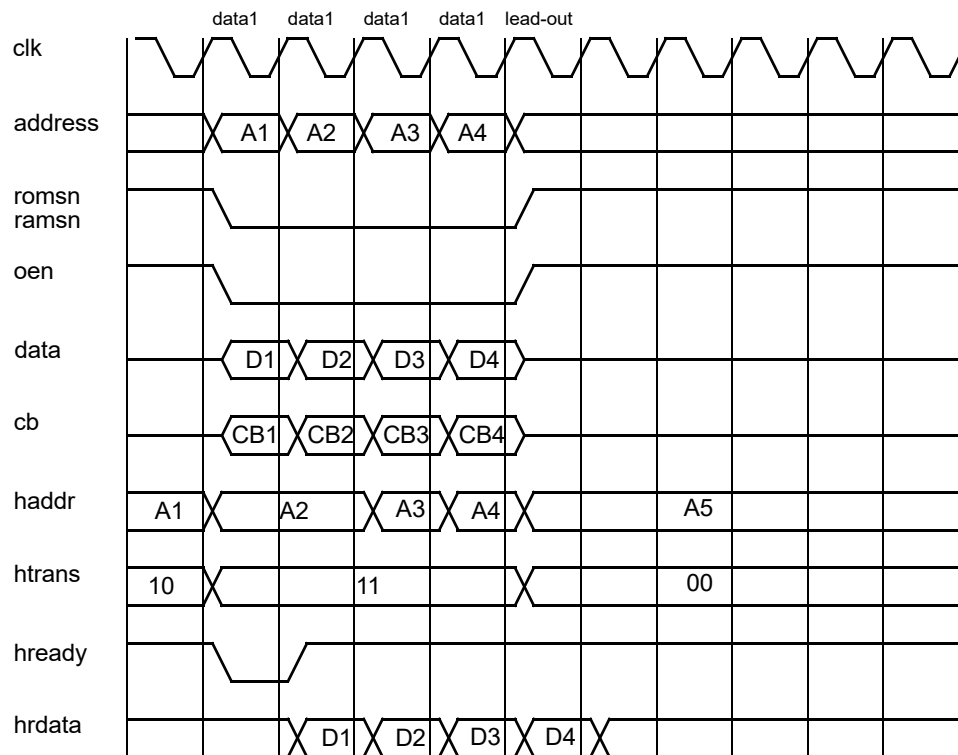 data1 data1 data1 data1 lead-out
clk
address A1 A2 A3 A4
romsn
ramsn
oen
data D1 D2 D3 D4
cb CB1 CB2 CB3 CB4
haddr A1 A2 A3 A4 A5
htrans 10 11 00
hready
hrdata D1 D2 D3 D4